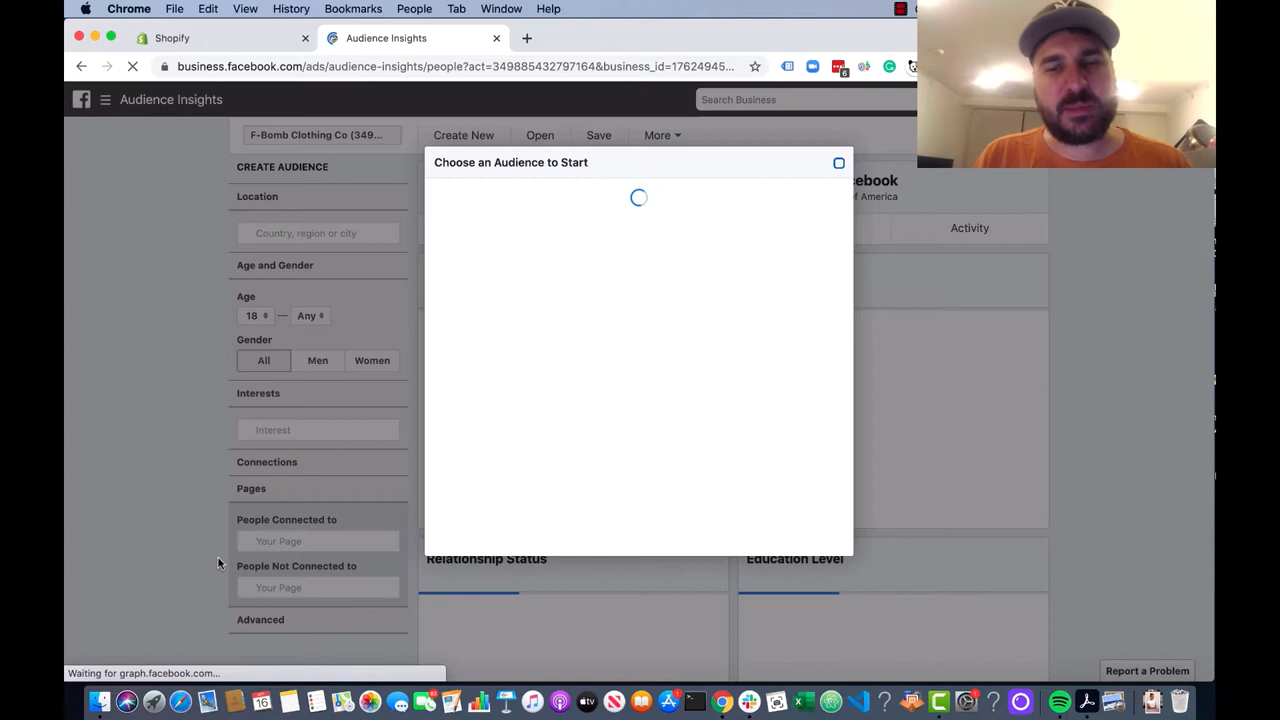 Chrome File Edit View History Bookmarks People Tab Window Help
Shopify
Audience Insights
business.facebook.com/ads/audience-insights/people?act=349885432797164&business_id=17624945...
6
Audience Insights
Search Business
F-Bomb Clothing Co (349...
Create New Open Save More
CREATE AUDIENCE
Choose an Audience to Start
cebook
of America
Location
Country, region or city
Activity
Age and Gender
Age
18 — Any
Gender
All Men Women
Interests
Interest
Connections
Pages
People Connected to
Your Page
People Not Connected to
Your Page
Relationship Status
Education Level
Advanced
Report a Problem
Waiting for graph.facebook.com...